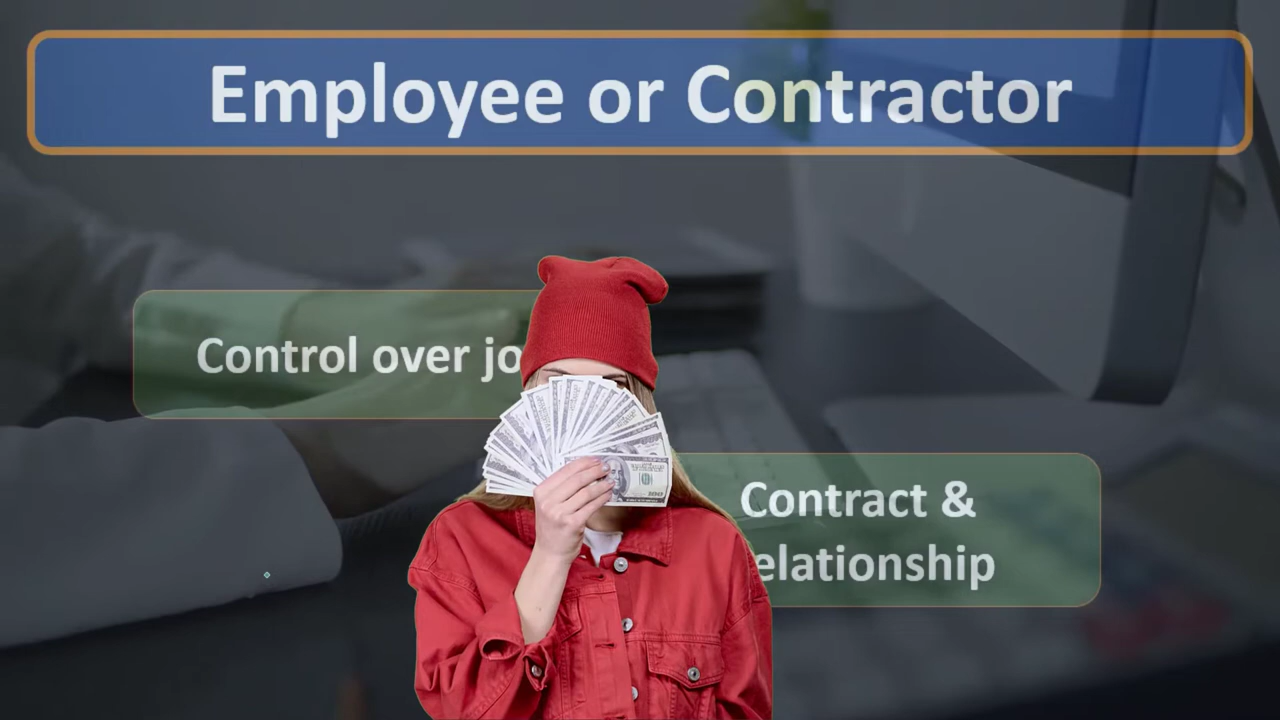 Employee or Contractor
Control over jo
Contract &
elationship